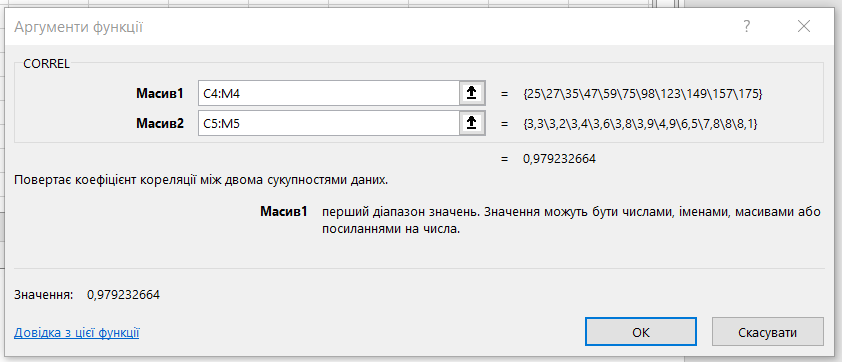 Аргументи функції ?
CORREL
Масив1 C4:M4 = {25\27\35\47\59\75\98\123\149\157\175}
Масив2 C5:M5 = {3,3\3,2\3,4\3,6\3,8\3,9\4,9\6,5\7,8\8\8,1}
= 0,979232664
Повертає коефіцієнт кореляції між двома сукупностями даних.
Масив1 перший діапазон значень. Значення можуть бути числами, іменами, масивами або
посиланнями на числа.
Значення: 0,979232664
Довідка з цієї функції ОК Скасувати